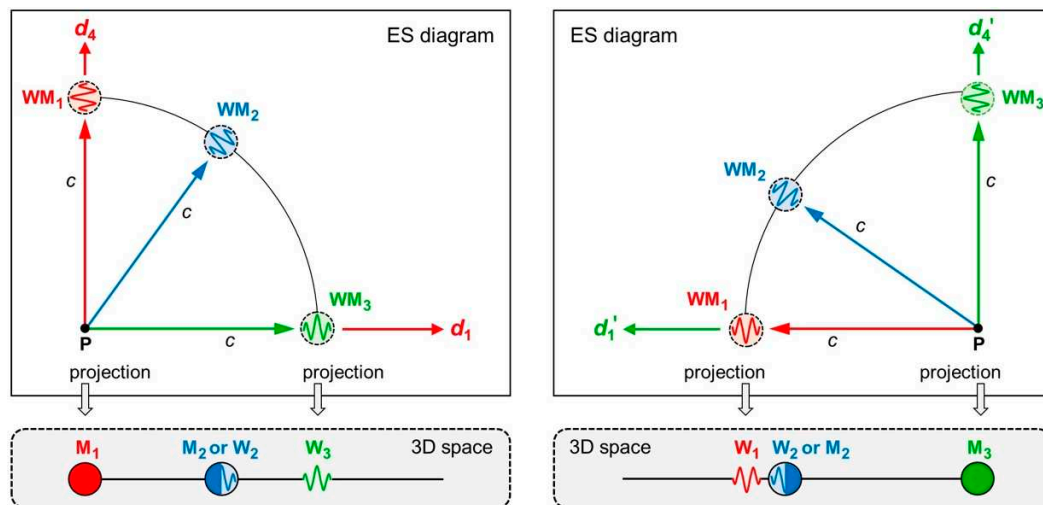 d₄
ES diagram
WM₁
WM₂
c
c
WM₃
P
c
d₁
projection
projection
M₁
M₂ or W₂
W₃
3D space
ES diagram
d₄'
WM₃
WM₂
c
c
WM₁
d₁'
c
P
projection
projection
3D space
W₁
W₂ or M₂
M₃